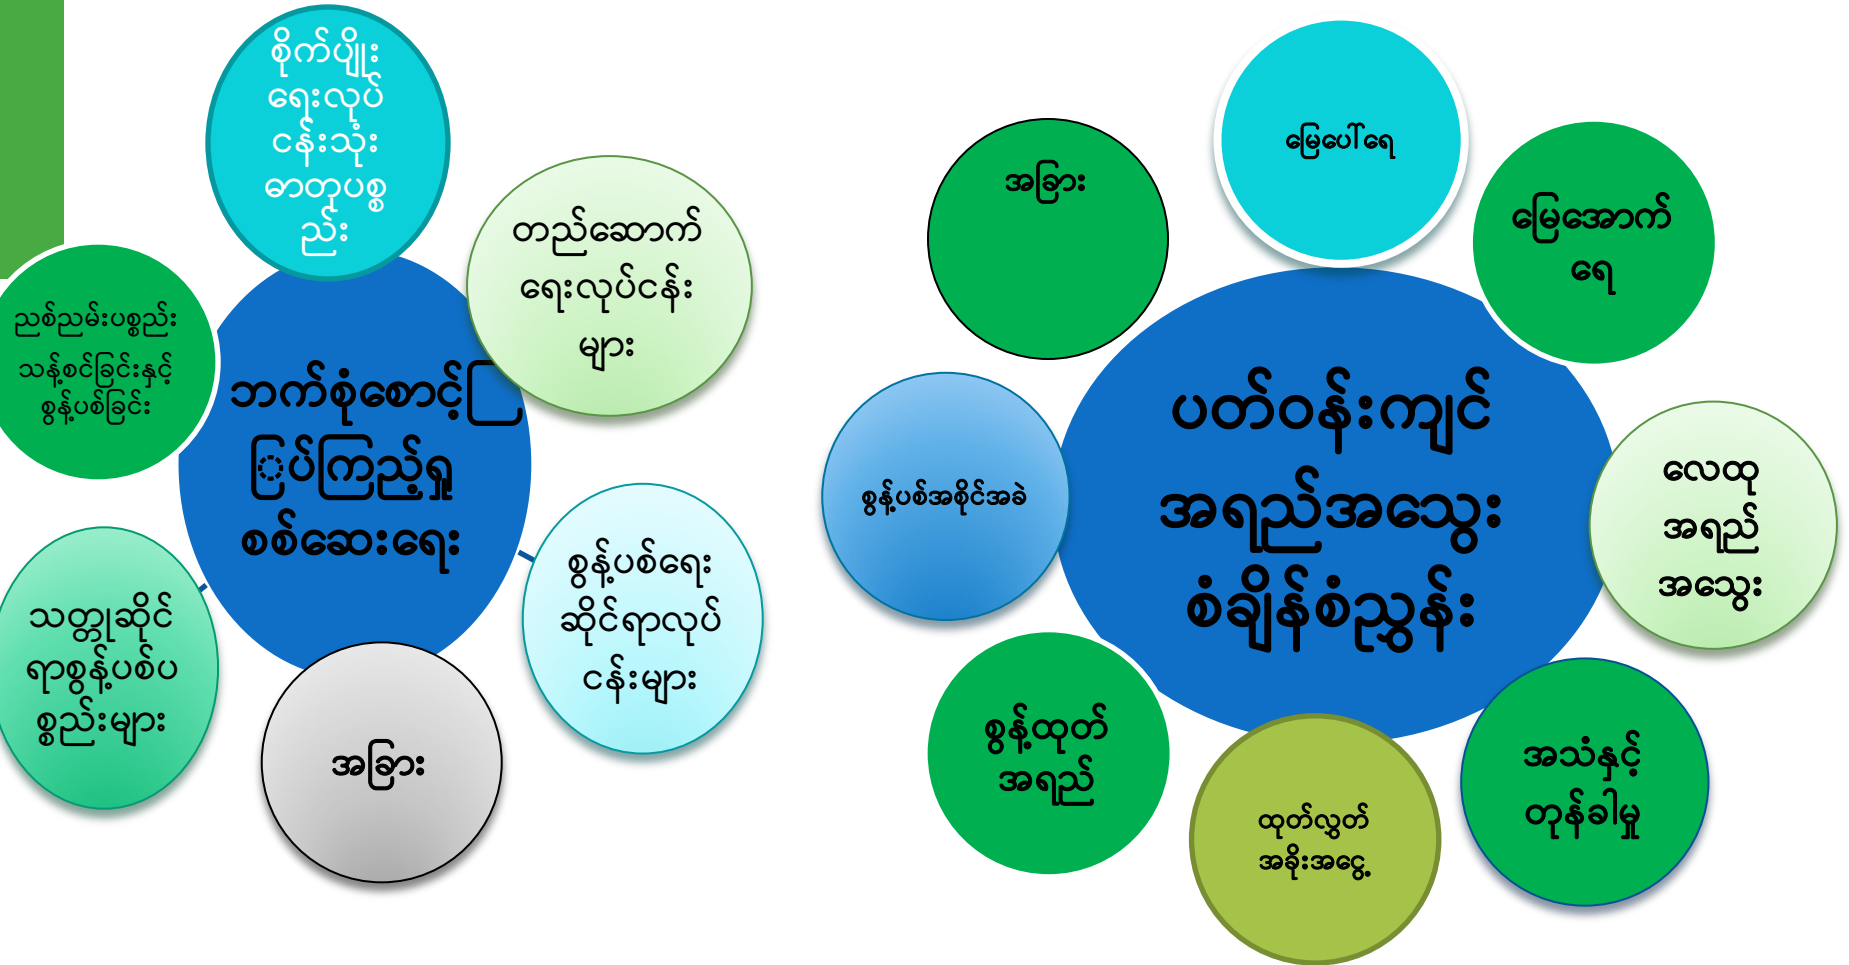 စိုက်ပျိုး
ရေးလုပ်
ငန်းသုံး
ဓာတုပစ္စ
ည်း
တည်ဆောက်
ရေးလုပ်ငန်း
များ
ညစ်ညမ်းပစ္စည်း
သန့်စင်ခြင်းနှင့်
စွန့်ပစ်ခြင်း
ဘက်စုံစောင့်ကြ
ြပ်ကြည့်ရှု
စစ်ဆေးရေး
စွန့်ပစ်ရေး
ဆိုင်ရာလုပ်
ငန်းများ
သတ္တုဆိုင်
ရာစွန့်ပစ်ပ
စ္စည်းများ
အခြား
မြေပေါ်ရေ
အခြား
မြေအောက်
ရေ
ပတ်ဝန်းကျင်
အရည်အသွေး
စံချိန်စံညွှန်း
စွန့်ပစ်အစိုင်အခဲ
လေထု
အရည်
အသွေး
စွန့်ထုတ်
အရည်
အသံနှင့်
တုန်ခါမှု
ထုတ်လွှတ်
အခိုးအငွေ့